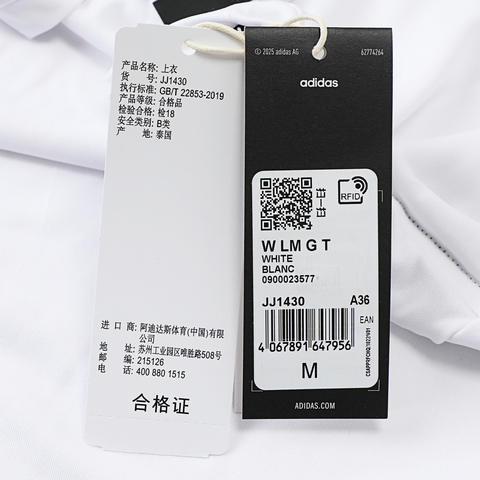 产品名称: 上衣
货 号: JJ1430
执行标准: GB/T 22853-2019
产品等级: 合格品
检验合格: 检18
安全类别: B类
产 地: 泰国
进 口 商: 阿迪达斯体育(中国)有限公司
地 址: 苏州工业园区唯胜路508号
邮 编: 215126
电 话: 400 880 1515
合格证
© 2025 adidas AG 62774264
adidas
RFID
W LM G T
WHITE
BLANC
0900023577
JJ1430 A36
EAN
4 067891 647956
M
ADIDAS.COM